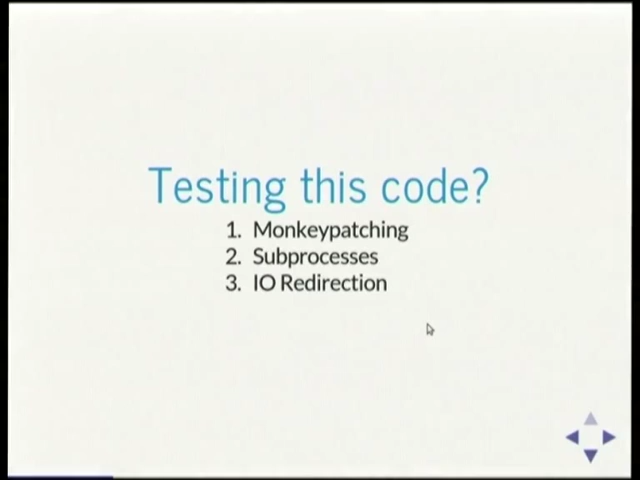 Testing this code?
1. Monkeypatching
2. Subprocesses
3. IO Redirection